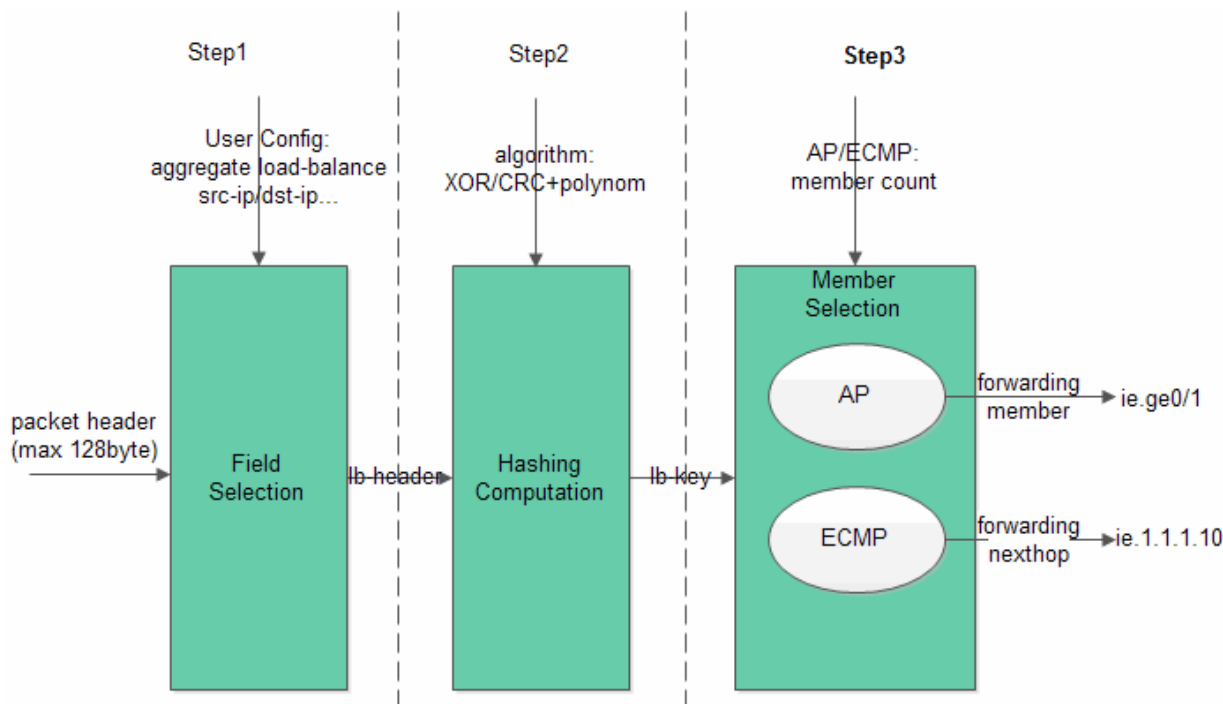 Step1
Step2
Step3
User Config:
aggregate load-balance
src-ip/dst-ip...
algorithm:
XOR/CRC+polynom
AP/ECMP:
member count
packet header
(max 128byte)
Field
Selection
lb-header
Hashing
Computation
lb-key
Member
Selection
AP
forwarding
member
ie.ge0/1
ECMP
forwarding
nexthop
ie.1.1.1.10